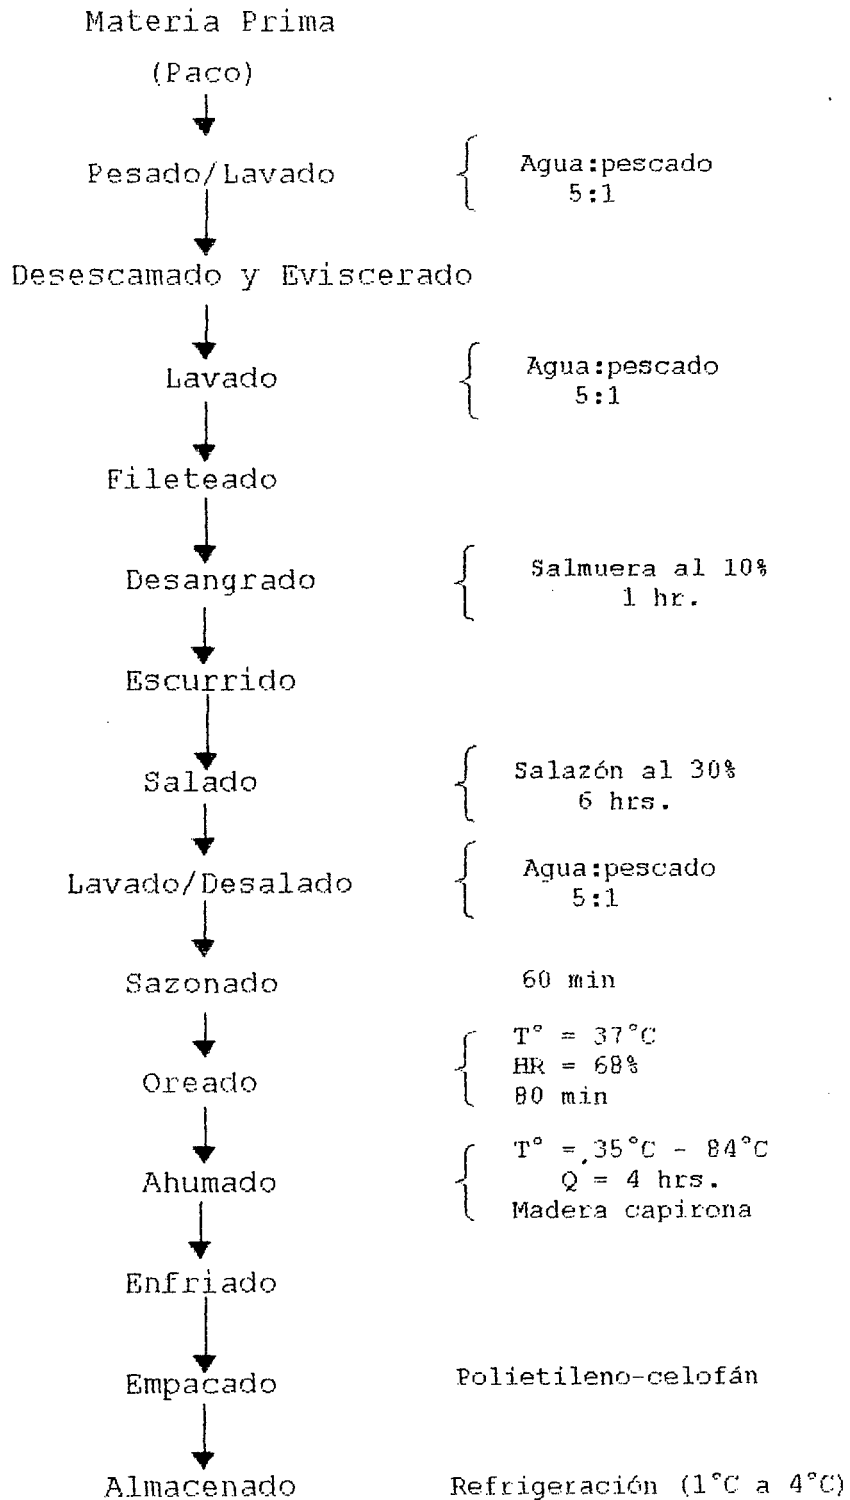 Materia Prima
(Paco)
Pesado/Lavado
Agua:pescado
5:1
Desescamado y Eviscerado
Lavado
Agua:pescado
5:1
Fileteado
Desangrado
Salmuera al 10%
1 hr.
Escurrido
Salado
Salazón al 30%
6 hrs.
Lavado/Desalado
Agua:pescado
5:1
Sazonado
60 min
Oreado
T° = 37°C
HR = 68%
80 min
Ahumado
T° = 35°C - 84°C
Q = 4 hrs.
Madera capirona
Enfriado
Empacado
Polietileno-celofán
Almacenado
Refrigeración (1°C a 4°C)